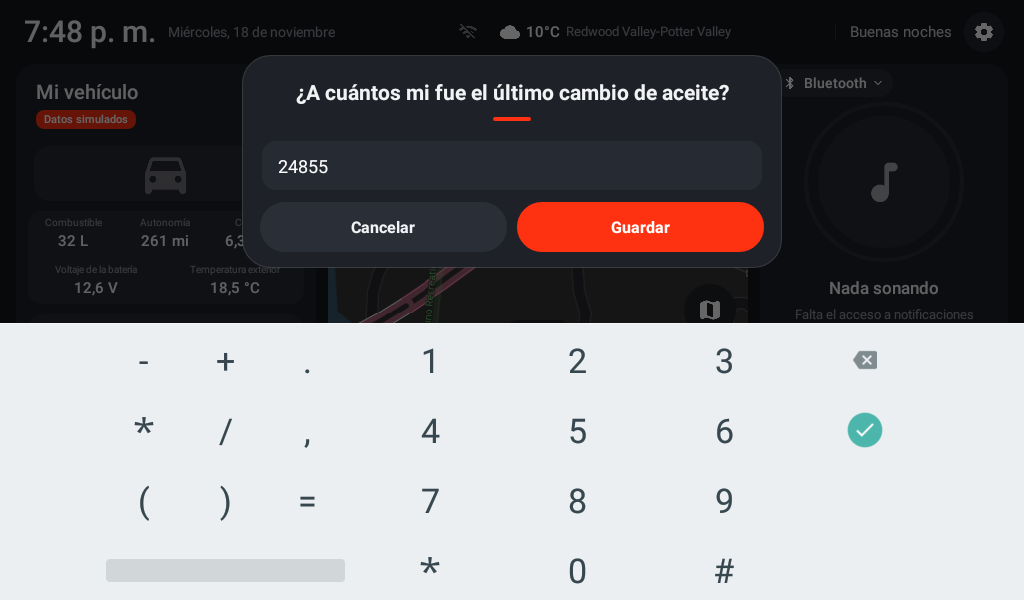 7:48 p. m. Miércoles, 18 de noviembre 10°C Redwood Valley-Potter Valley Buenas noches
¿A cuántos mi fue el último cambio de aceite?
24855
Cancelar Guardar
Mi vehículo
Datos simulados
Combustible Autonomía C
32 L 261 mi 6,3
Voltaje de la batería Temperatura exterior
12,6 V 18,5 °C
Bluetooth
Nada sonando
Falta el acceso a notificaciones
- + . 1 2 3
* / , 4 5 6
( ) = 7 8 9
* 0 #